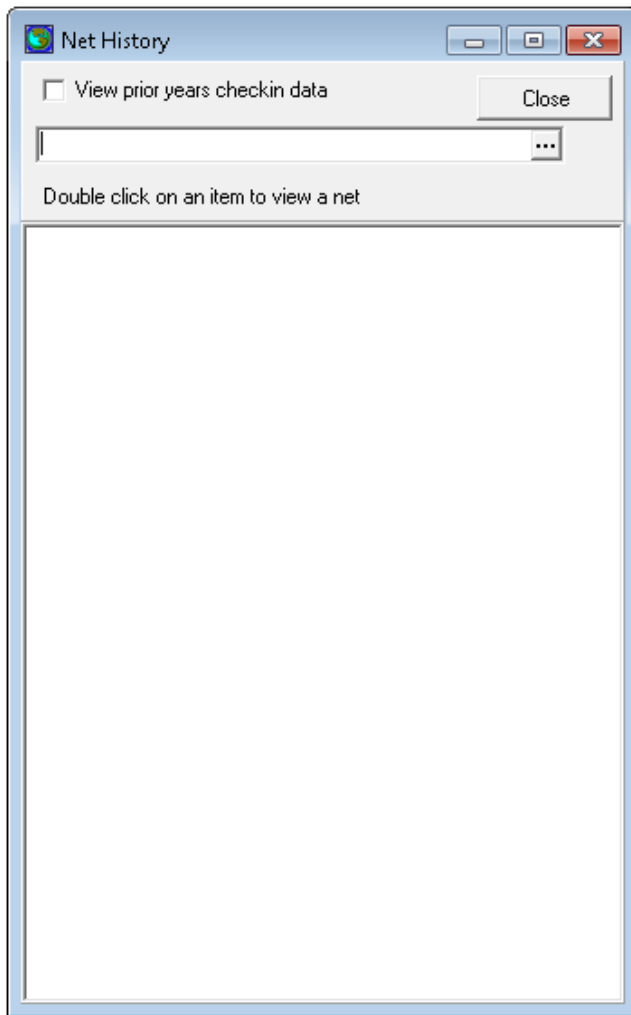 Net History
View prior years checkin data
Close
...
Double click on an item to view a net